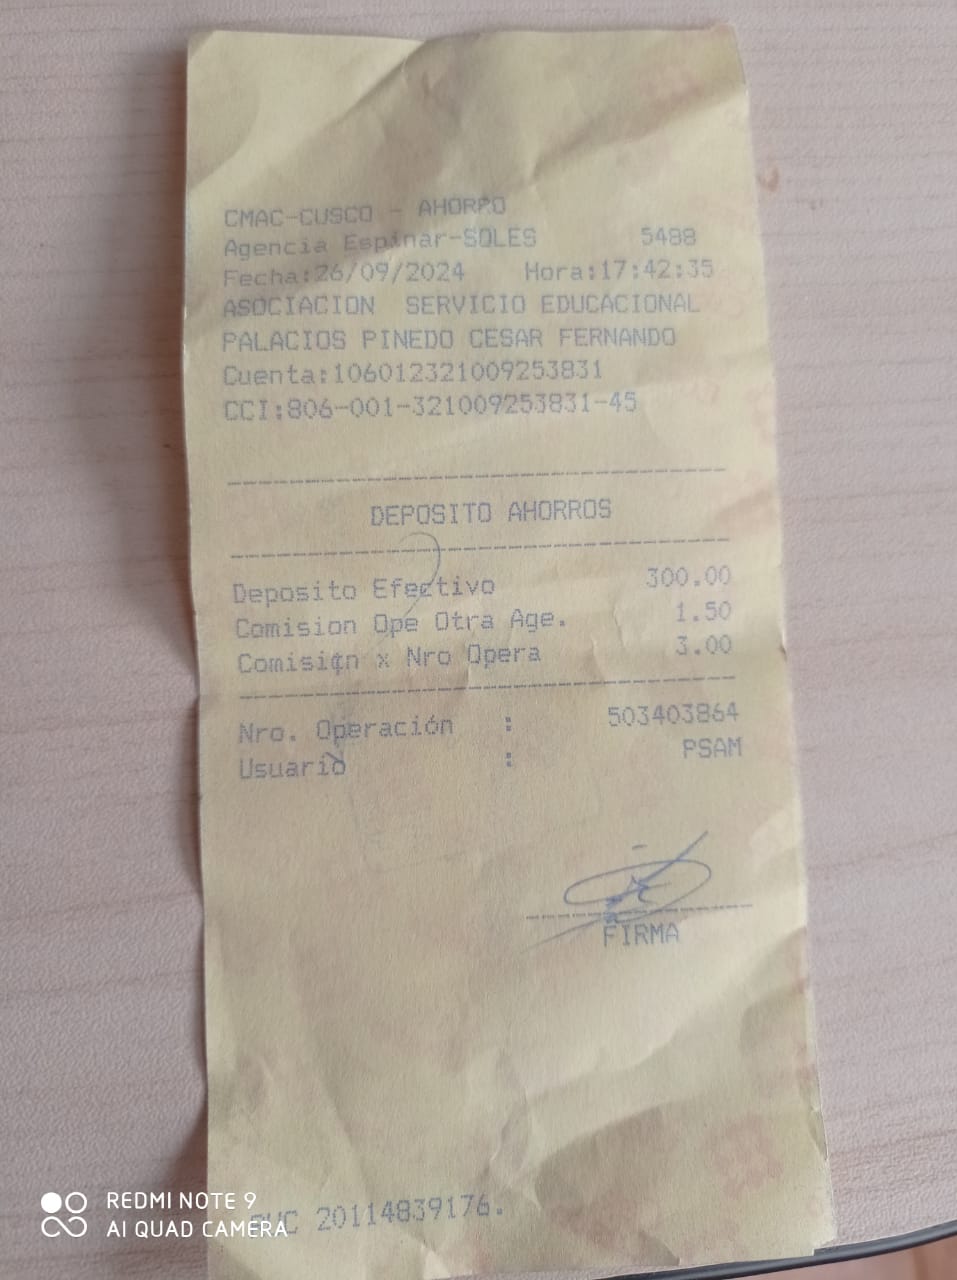 CMAC-CUSCO - AHORRO
Agencia Espinar-SOLES 5488
Fecha:26/09/2024 Hora:17:42:35
ASOCIACION SERVICIO EDUCACIONAL
PALACIOS PINEDO CESAR FERNANDO
Cuenta:106012321009253831
CCI:806-001-321009253831-45
DEPOSITO AHORROS
Deposito Efectivo 300.00
Comision Ope Otra Age. 1.50
Comision x Nro Opera 3.00
Nro. Operación : 503403864
Usuario : PSAM
FIRMA
RUC 20114839176.
REDMI NOTE 9
AI QUAD CAMERA